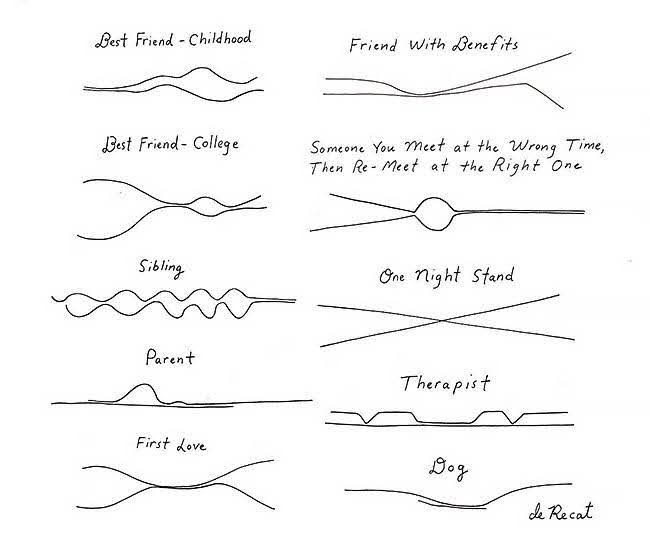 Best Friend - Childhood
Friend With Benefits
Best Friend - College
Someone You Meet at the Wrong Time,
Then Re-Meet at the Right One
Sibling
One Night Stand
Parent
Therapist
First Love
Dog
de Recat